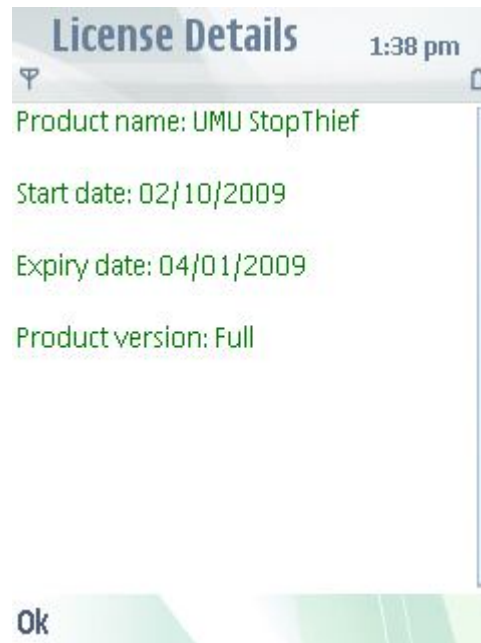 License Details
1:38 pm
Product name: UMU StopThief
Start date: 02/10/2009
Expiry date: 04/01/2009
Product version: Full
Ok